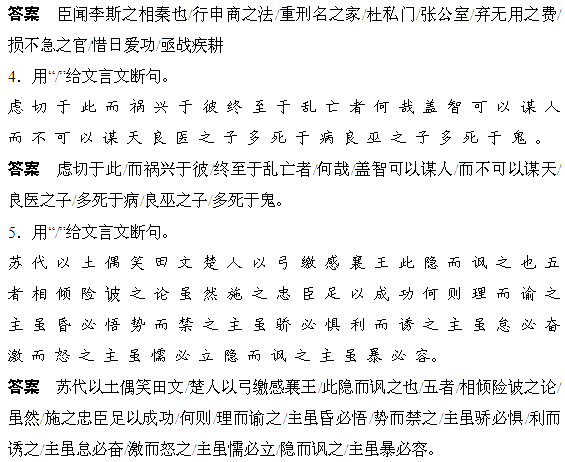 答案　臣闻李斯之相秦也/行申商之法/重刑名之家/杜私门/张公室/弃无用之费/
损不急之官/惜日爱功/亟战疾耕
4．用“/”给文言文断句。
虑切于此而祸兴于彼终至于乱亡者何哉盖智可以谋人
而不可以谋天良医之子多死于病良巫之子多死于鬼。
答案　虑切于此/而祸兴于彼/终至于乱亡者/何哉/盖智可以谋人/而不可以谋天/
良医之子/多死于病/良巫之子/多死于鬼。
5．用“/”给文言文断句。
苏代以土偶笑田文楚人以弓缴感襄王此隐而讽之也五
者相倾险诐之论虽然施之忠臣足以成功何则理而谕之
主虽昏必悟势而禁之主虽骄必惧利而诱之主虽怠必奋
激而怒之主虽懦必立隐而讽之主虽暴必容。
答案　苏代以土偶笑田文/楚人以弓缴感襄王/此隐而讽之也/五者/相倾险诐之论/
虽然/施之忠臣足以成功/何则/理而谕之/主虽昏必悟/势而禁之/主虽骄必惧/利而
诱之/主虽怠必奋/激而怒之/主虽懦必立/隐而讽之/主虽暴必容。